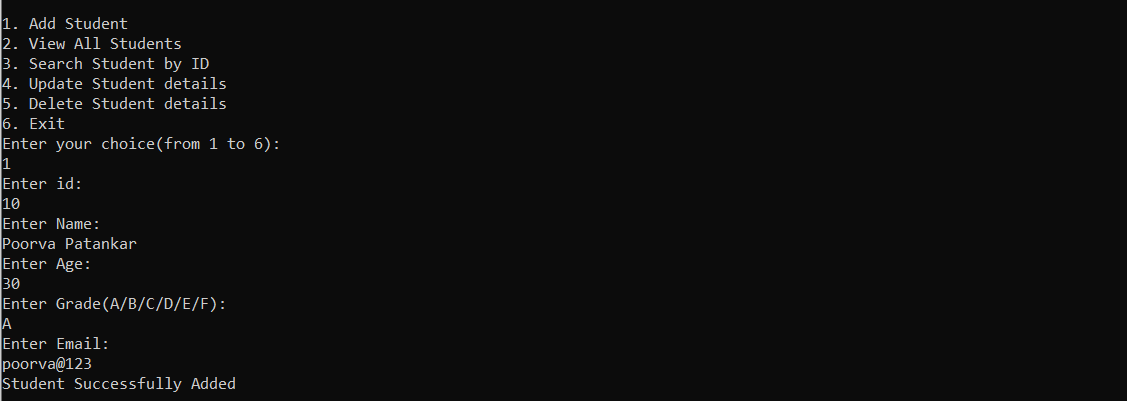 1. Add Student
2. View All Students
3. Search Student by ID
4. Update Student details
5. Delete Student details
6. Exit
Enter your choice(from 1 to 6):
1
Enter id:
10
Enter Name:
Poorva Patankar
Enter Age:
30
Enter Grade(A/B/C/D/E/F):
A
Enter Email:
poorva@123
Student Successfully Added